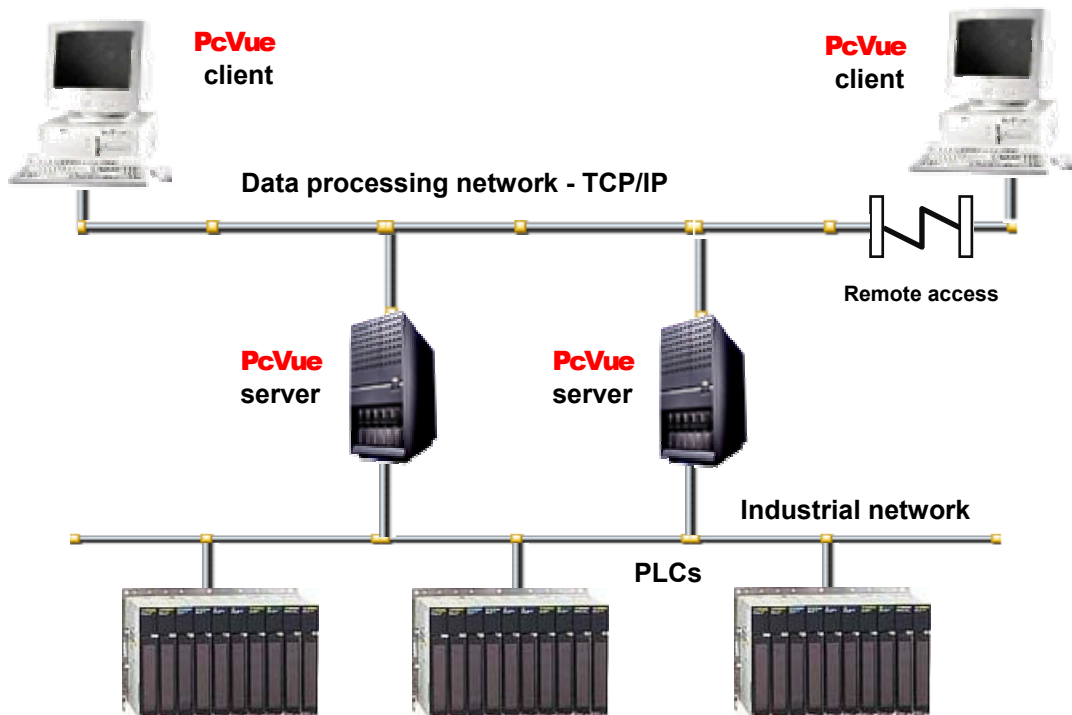 PcVue
client
PcVue
client
Data processing network - TCP/IP
Remote access
PcVue
server
PcVue
server
Industrial network
PLCs